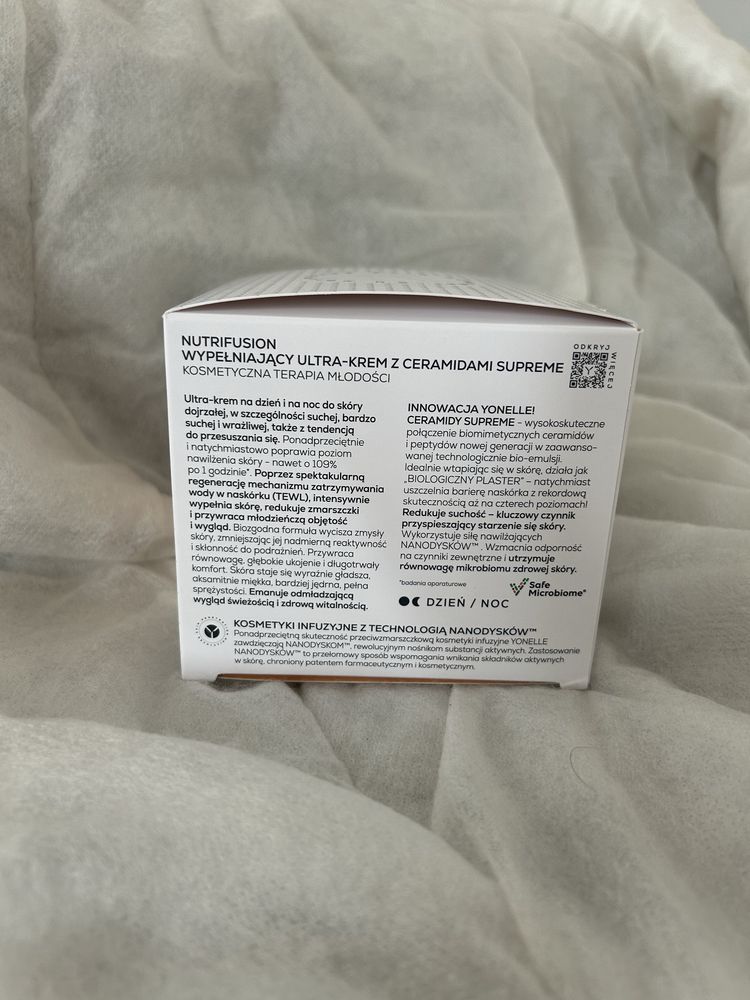 NUTRIFUSION
WYPEŁNIAJĄCY ULTRA-KREM Z CERAMIDAMI SUPREME
KOSMETYCZNA TERAPIA MŁODOŚCI
ODKRYJ
WIĘCEJ
Ultra-krem na dzień i na noc do skóry
dojrzałej, w szczególności suchej, bardzo
suchej i wrażliwej, także z tendencją
do przesuszania się. Ponadprzeciętnie
i natychmiastowo poprawia poziom
nawilżenia skóry - nawet o 109%
po 1 godzinie*. Poprzez spektakularną
regenerację mechanizmu zatrzymywania
wody w naskórku (TEWL), intensywnie
wypełnia skórę, redukuje zmarszczki
i przywraca młodzieńczą objętość
i wygląd. Biozgodna formuła wycisza zmysły
skóry, zmniejszając jej nadmierną reaktywność
i skłonność do podrażnień. Przywraca
równowagę, głębokie ukojenie i długotrwały
komfort. Skóra staje się wyraźnie gładsza,
aksamitnie miękka, bardziej jędrna, pełna
sprężystości. Emanuje odmładzającą
wygląd świeżością i zdrową witalnością.
INNOWACJA YONELLE!
CERAMIDY SUPREME - wysokoskuteczne
połączenie biomimetycznych ceramidów
i peptydów nowej generacji w zaawanso-
wanej technologicznie bio-emulsji.
Idealnie wtapiając się w skórę, działa jak
„BIOLOGICZNY PLASTER” – natychmiast
uszczelnia barierę naskórka z rekordową
skutecznością aż na czterech poziomach!
Redukuje suchość – kluczowy czynnik
przyspieszający starzenie się skóry.
Wykorzystuje siłę nawilżających
NANODYSKÓW™. Wzmacnia odporność
na czynniki zewnętrzne i utrzymuje
równowagę mikrobiomu zdrowej skóry.
*badania aparaturowe
Safe
Microbiome®
DZIEŃ / NOC
KOSMETYKI INFUZYJNE Z TECHNOLOGIĄ NANODYSKÓW™
Ponadprzeciętną skuteczność przeciwzmarszczkową kosmetyki infuzyjne YONELLE
zawdzięczają NANODYSKOM™, rewolucyjnym nośnikom substancji aktywnych. Zastosowanie
NANODYSKÓW™ to przełomowy sposób wspomagania wnikania składników aktywnych
w skórę, chroniony patentem farmaceutycznym i kosmetycznym.